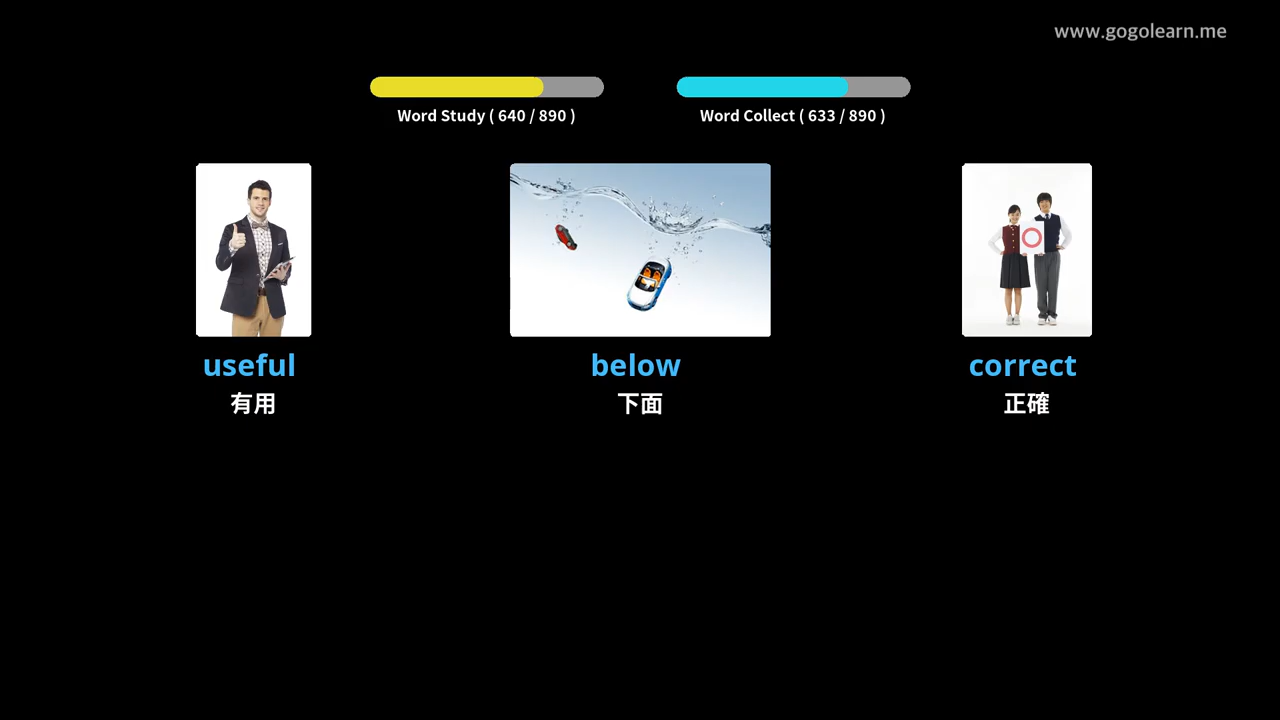 www.gogolearn.me
Word Study ( 640 / 890 )
Word Collect ( 633 / 890 )
useful
below
correct
有用
下面
正確